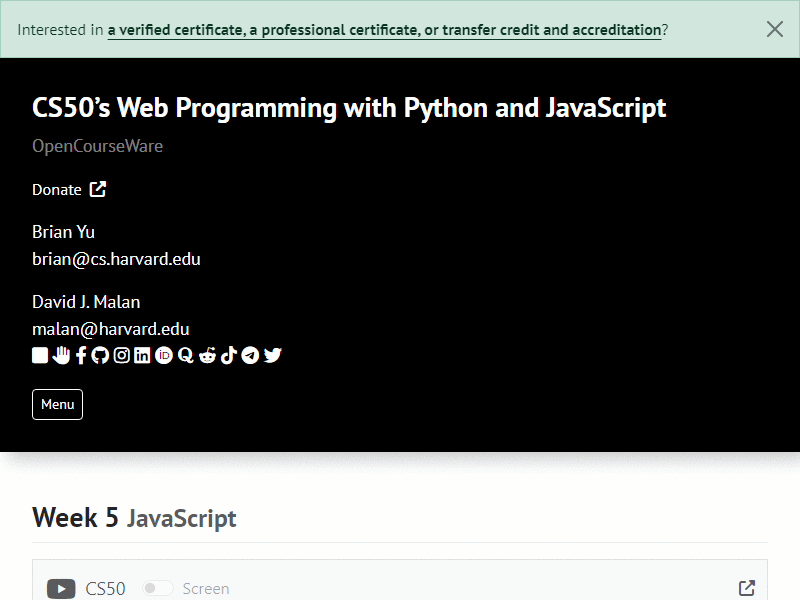 Interested in a verified certificate, a professional certificate, or transfer credit and accreditation?
CS50’s Web Programming with Python and JavaScript
OpenCourseWare
Donate
Brian Yu
brian@cs.harvard.edu
David J. Malan
malan@harvard.edu
Menu
Week 5 JavaScript
CS50 Screen